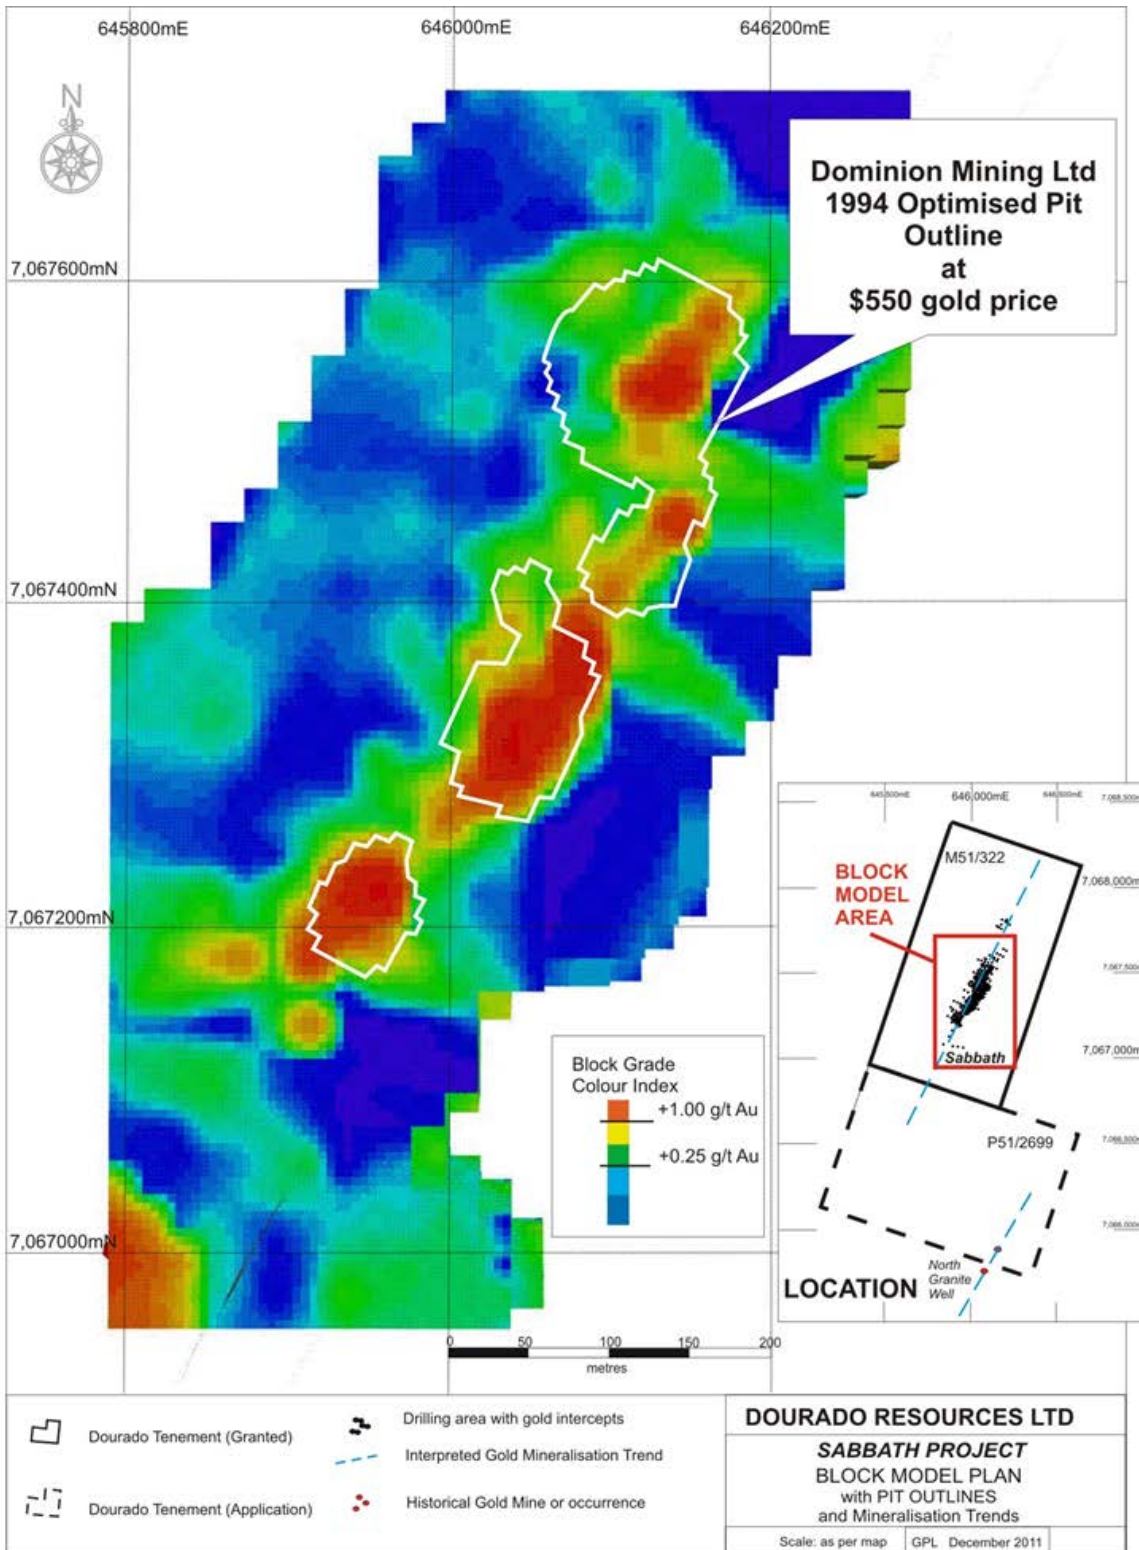 645800mE
646000mE
646200mE
N
Dominion Mining Ltd
1994 Optimised Pit
Outline
at
$550 gold price
7,067600mN
7,067400mN
7,067200mN
7,067000mN
646,000mE
7,068,000m
7,067,500m
7,067,000m
BLOCK
MODEL
AREA
M51/322
Sabbath
P51/2699
North
Granite
Well
LOCATION
Block Grade
Colour Index
+1.00 g/t Au
+0.25 g/t Au
0 50 100 150 200
metres
Dourado Tenement (Granted)
Dourado Tenement (Application)
Drilling area with gold intercepts
Interpreted Gold Mineralisation Trend
Historical Gold Mine or occurrence
DOURADO RESOURCES LTD
SABBATH PROJECT
BLOCK MODEL PLAN
with PIT OUTLINES
and Mineralisation Trends
Scale: as per map
GPL December 2011